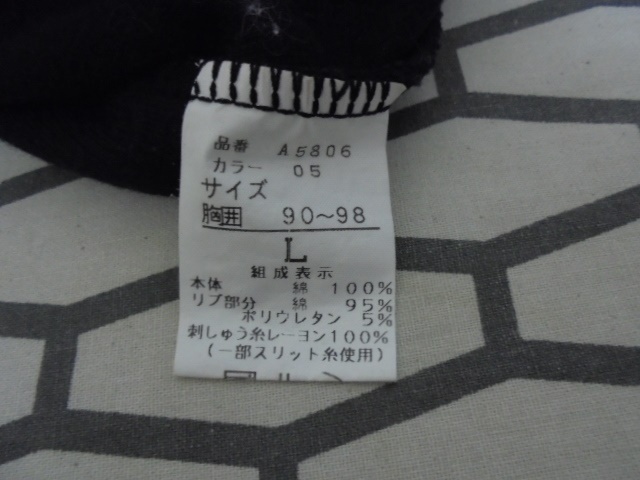 品番 A5806
カラー 05
サイズ
胸囲 90〜98
L
組成表示
本体 綿 100%
リブ部分 綿 95%
ポリウレタン 5%
刺しゅう糸レーヨン100%
(一部スリット糸使用)